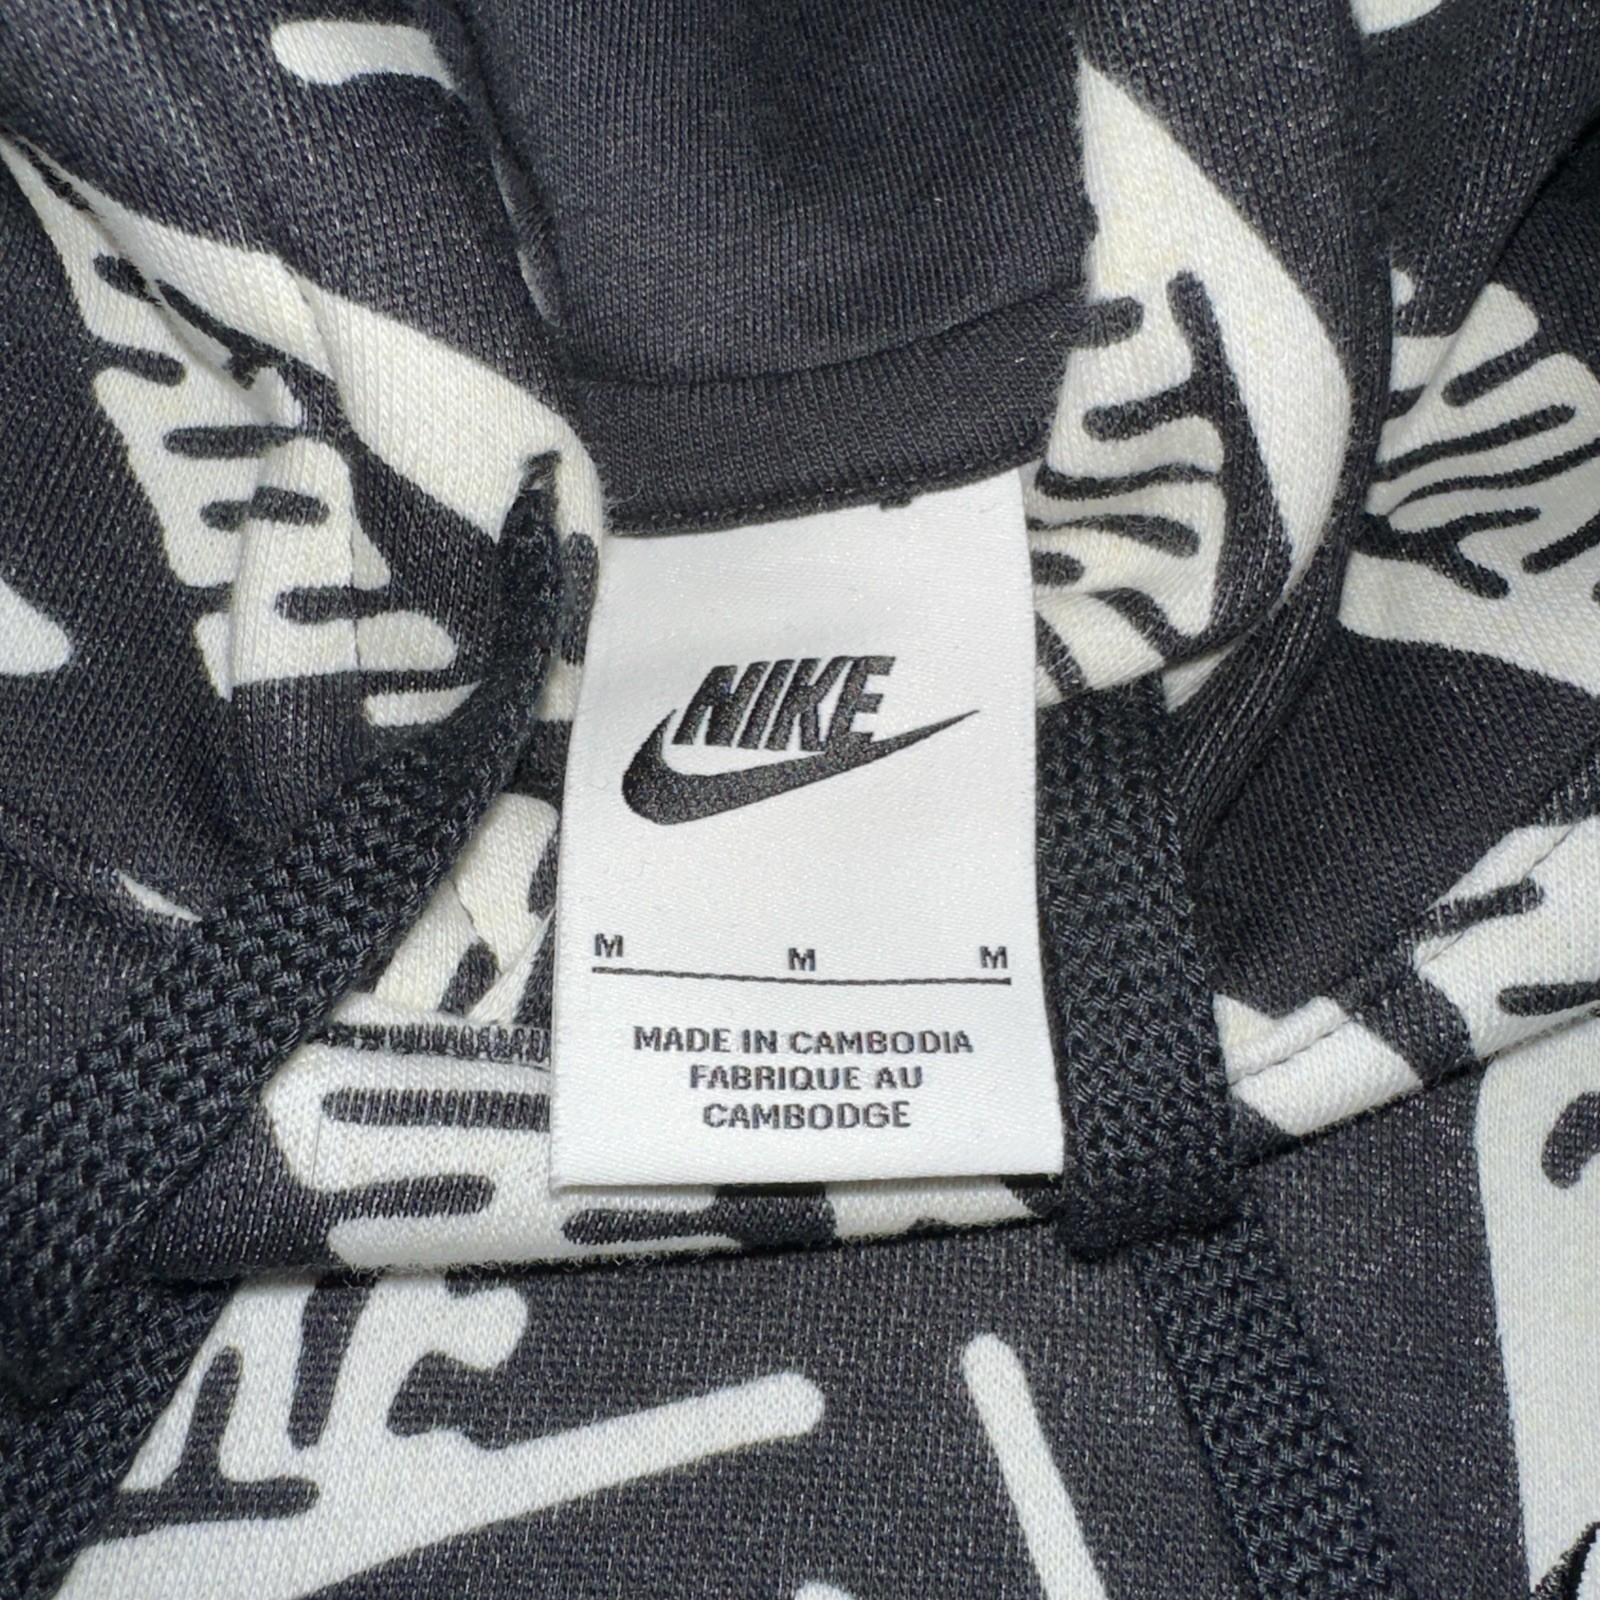 NIKE
M M M
MADE IN CAMBODIA
FABRIQUE AU
CAMBODGE